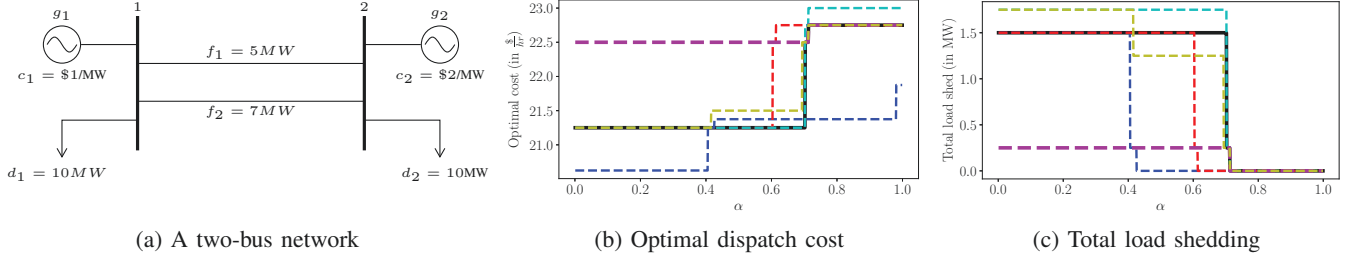 g₁ 1 2 g₂
f₁ = 5MW
c₁ = $1/MW c₂ = $2/MW
f₂ = 7MW
d₁ = 10MW d₂ = 10MW
(a) A two-bus network
Optimal cost (in $/hr)
23.0
22.5
22.0
21.5
21.0
0.0 0.2 0.4 0.6 0.8 1.0
α
(b) Optimal dispatch cost
Total load shed (in MW)
1.5
1.0
0.5
0.0
0.0 0.2 0.4 0.6 0.8 1.0
α
(c) Total load shedding